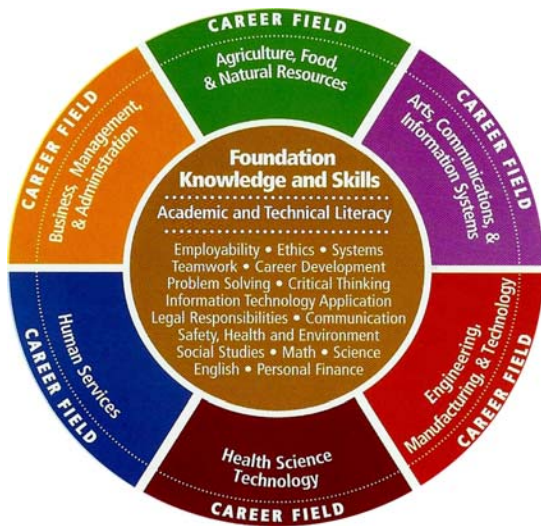 CAREER FIELD
Agriculture, Food,
& Natural Resources
CAREER FIELD
Arts, Communications, &
Information Systems
CAREER FIELD
Engineering,
Manufacturing, & Technology
CAREER FIELD
Health Science
Technology
CAREER FIELD
Human Services
CAREER FIELD
Business, Management,
& Administration
Foundation
Knowledge and Skills
Academic and Technical Literacy
Employability • Ethics • Systems
Teamwork • Career Development
Problem Solving • Critical Thinking
Information Technology Application
Legal Responsibilities • Communication
Safety, Health and Environment
Social Studies • Math • Science
English • Personal Finance